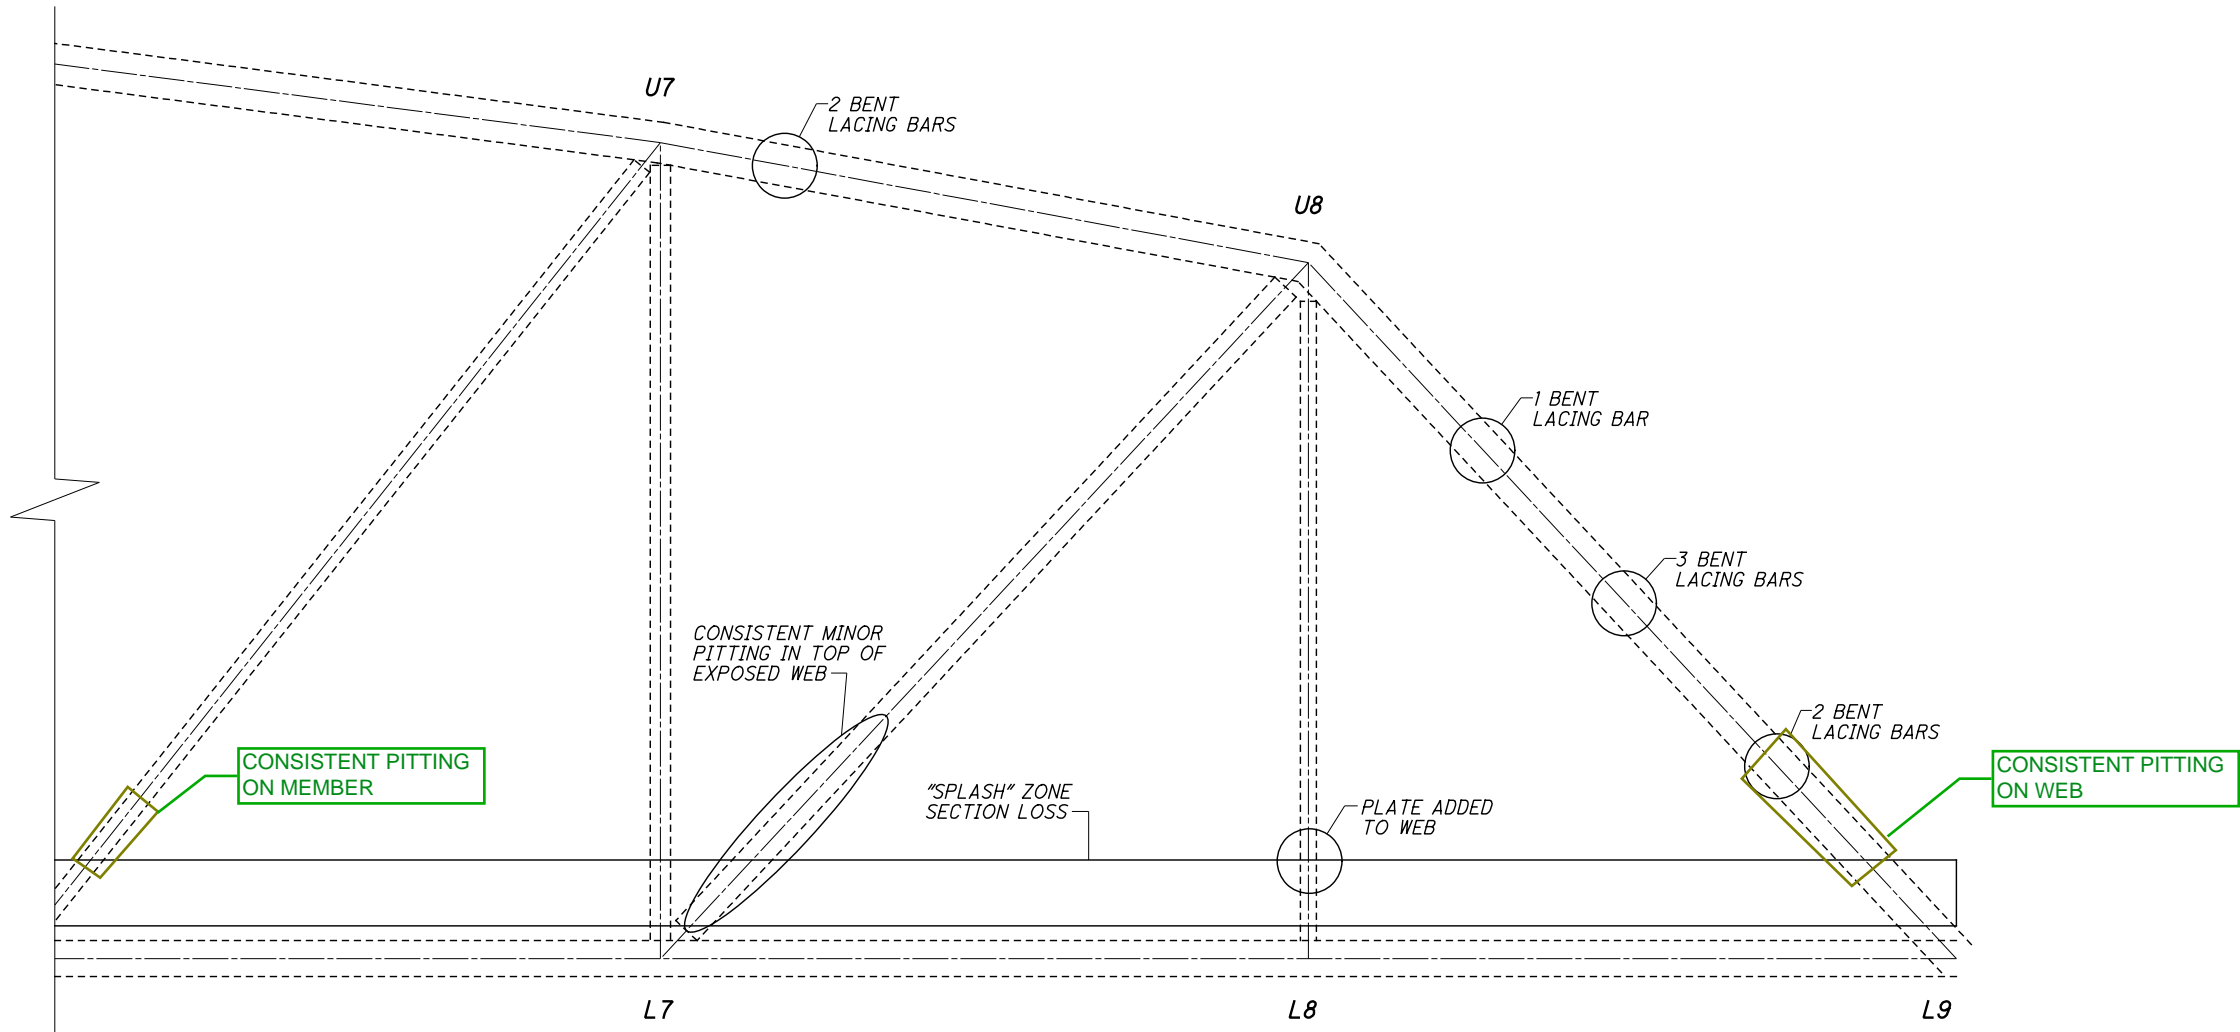 U7
2 BENT
LACING BARS
U8
1 BENT
LACING BAR
3 BENT
LACING BARS
CONSISTENT MINOR
PITTING IN TOP OF
EXPOSED WEB
2 BENT
LACING BARS
CONSISTENT PITTING
ON MEMBER
"SPLASH" ZONE
SECTION LOSS
PLATE ADDED
TO WEB
CONSISTENT PITTING
ON WEB
L7
L8
L9